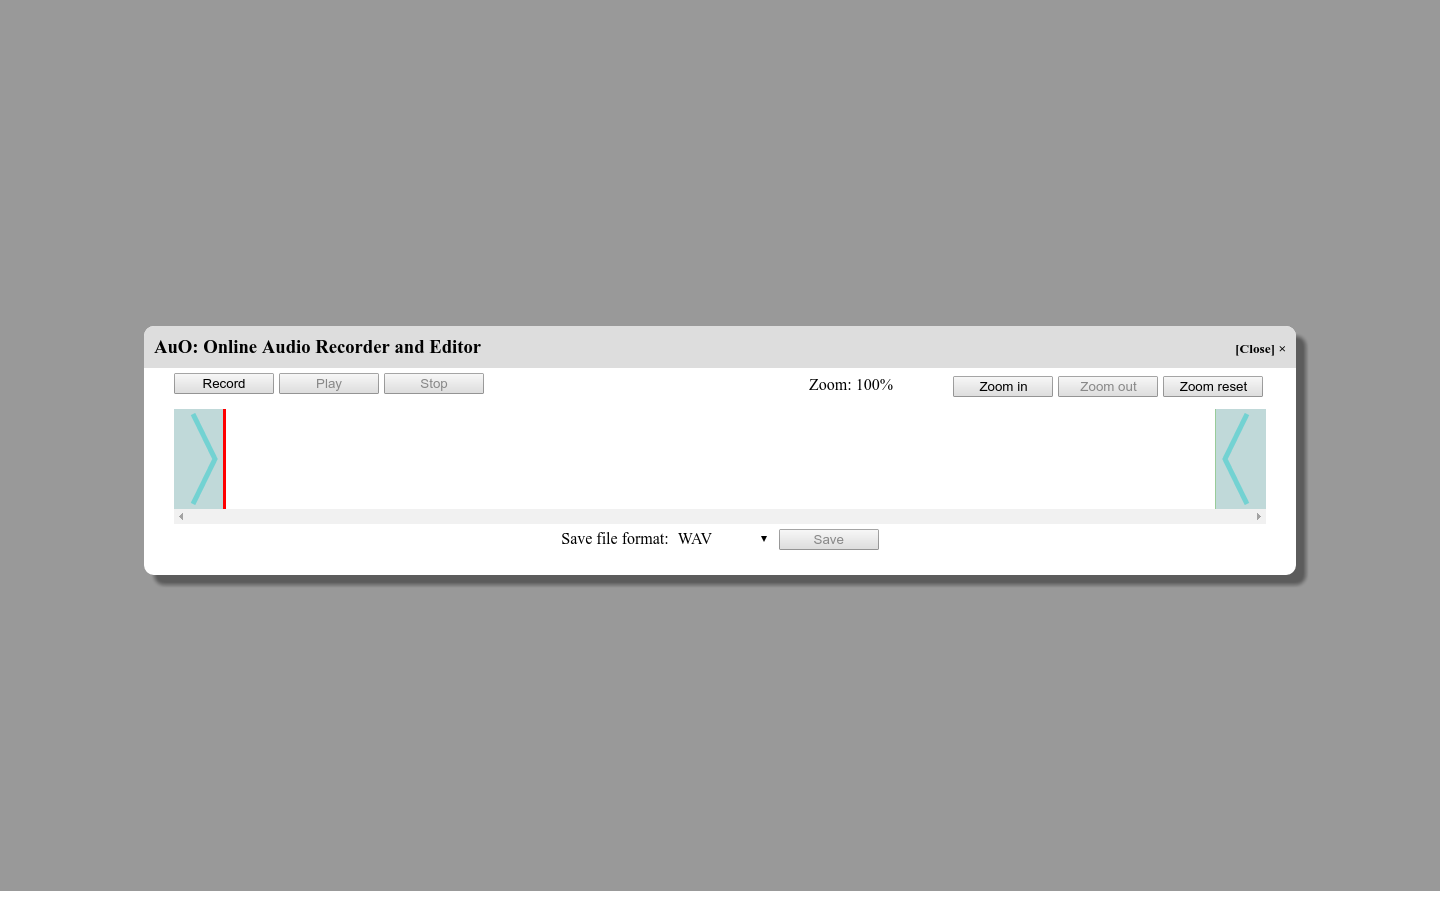 AuO: Online Audio Recorder and Editor [Close] ×
Record Play Stop Zoom: 100% Zoom in Zoom out Zoom reset
Save file format: WAV Save